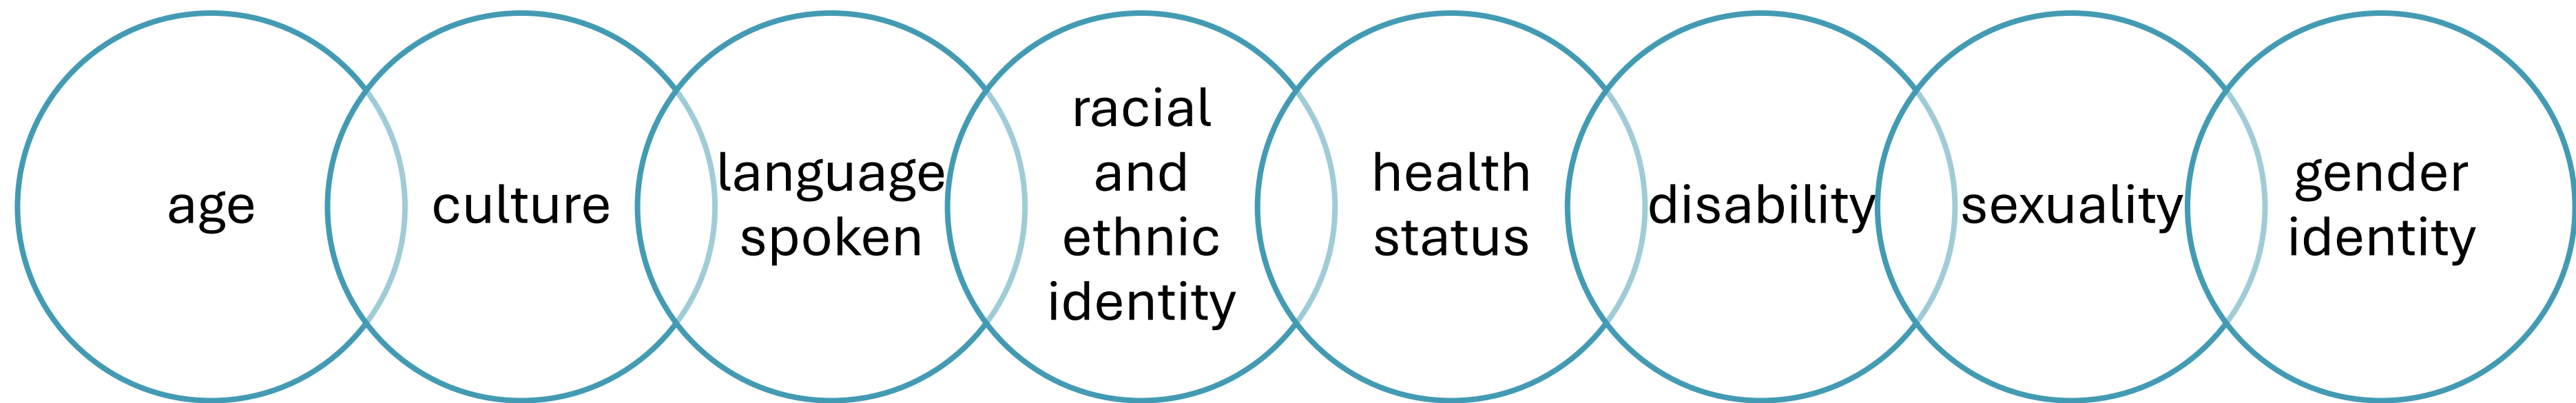 age
culture
language
spoken
racial
and
ethnic
identity
health
status
disability
sexuality
gender
identity